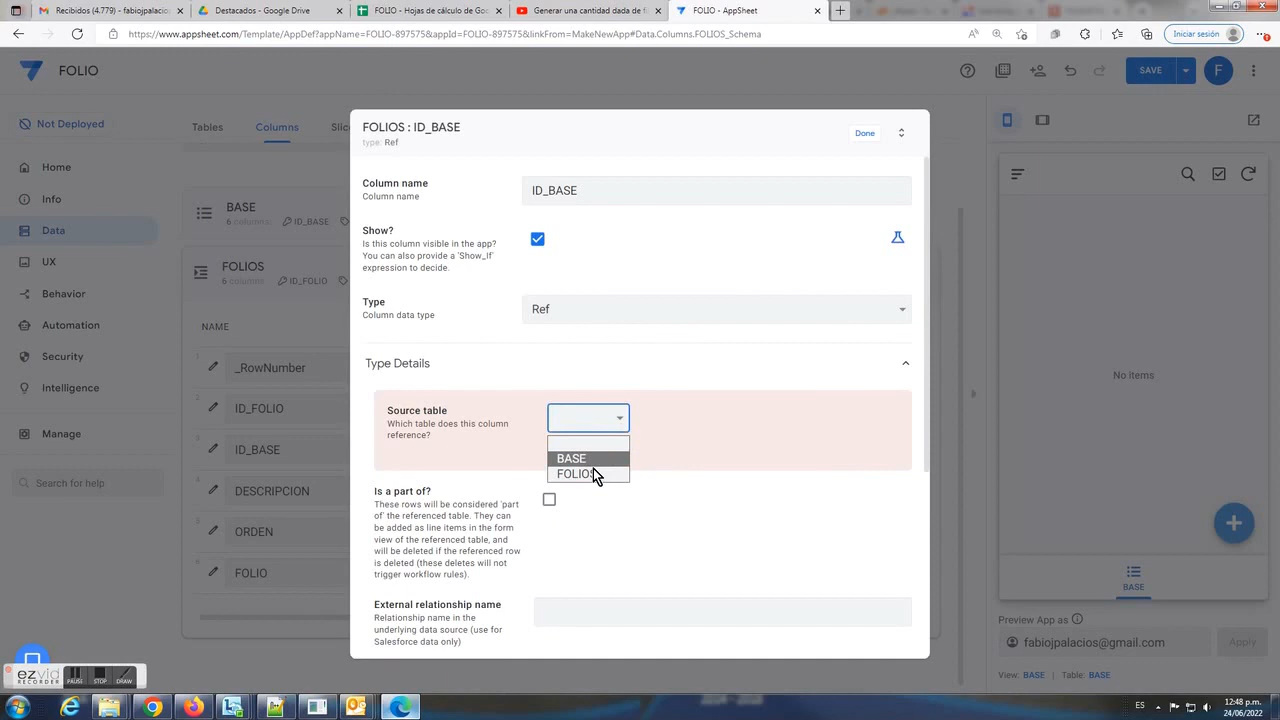 Recibidos (4.779) - fabiojpalacios
Destacados - Google Drive
FOLIO - Hojas de cálculo de Goo
Generar una cantidad dada de f
FOLIO - AppSheet
https://www.appsheet.com/Template/AppDef?appName=FOLIO-897575&appId=FOLIO-897575&linkFrom=MakeNewApp#Data.Columns.FOLIOS_Schema
Iniciar sesión
FOLIO
SAVE
F
Not Deployed
Home
Info
Data
UX
Behavior
Automation
Security
Intelligence
Manage
Search for help
Tables
Columns
Slic
BASE
6 columns: ID_BASE
FOLIOS
6 columns: ID_FOLIO
NAME
1
_RowNumber
2
ID_FOLIO
3
ID_BASE
4
DESCRIPCION
5
ORDEN
6
FOLIO
FOLIOS : ID_BASE
type: Ref
Done
Column name
Column name
ID_BASE
Show?
Is this column visible in the app?
You can also provide a 'Show_If'
expression to decide.
Type
Column data type
Ref
Type Details
Source table
Which table does this column
reference?
BASE
FOLIOS
Is a part of?
These rows will be considered 'part
of' the referenced table. They can
be added as line items in the form
view of the referenced table, and
will be deleted if the referenced row
is deleted (these deletes will not
trigger workflow rules).
External relationship name
Relationship name in the
underlying data source (use for
Salesforce data only)
No items
BASE
Preview App as
fabiojpalacios@gmail.com
Apply
View: BASE
Table: BASE
ezvid
RECORDER
PAUSE
STOP
DRAW
ES
12:48 p.m.
24/06/2022